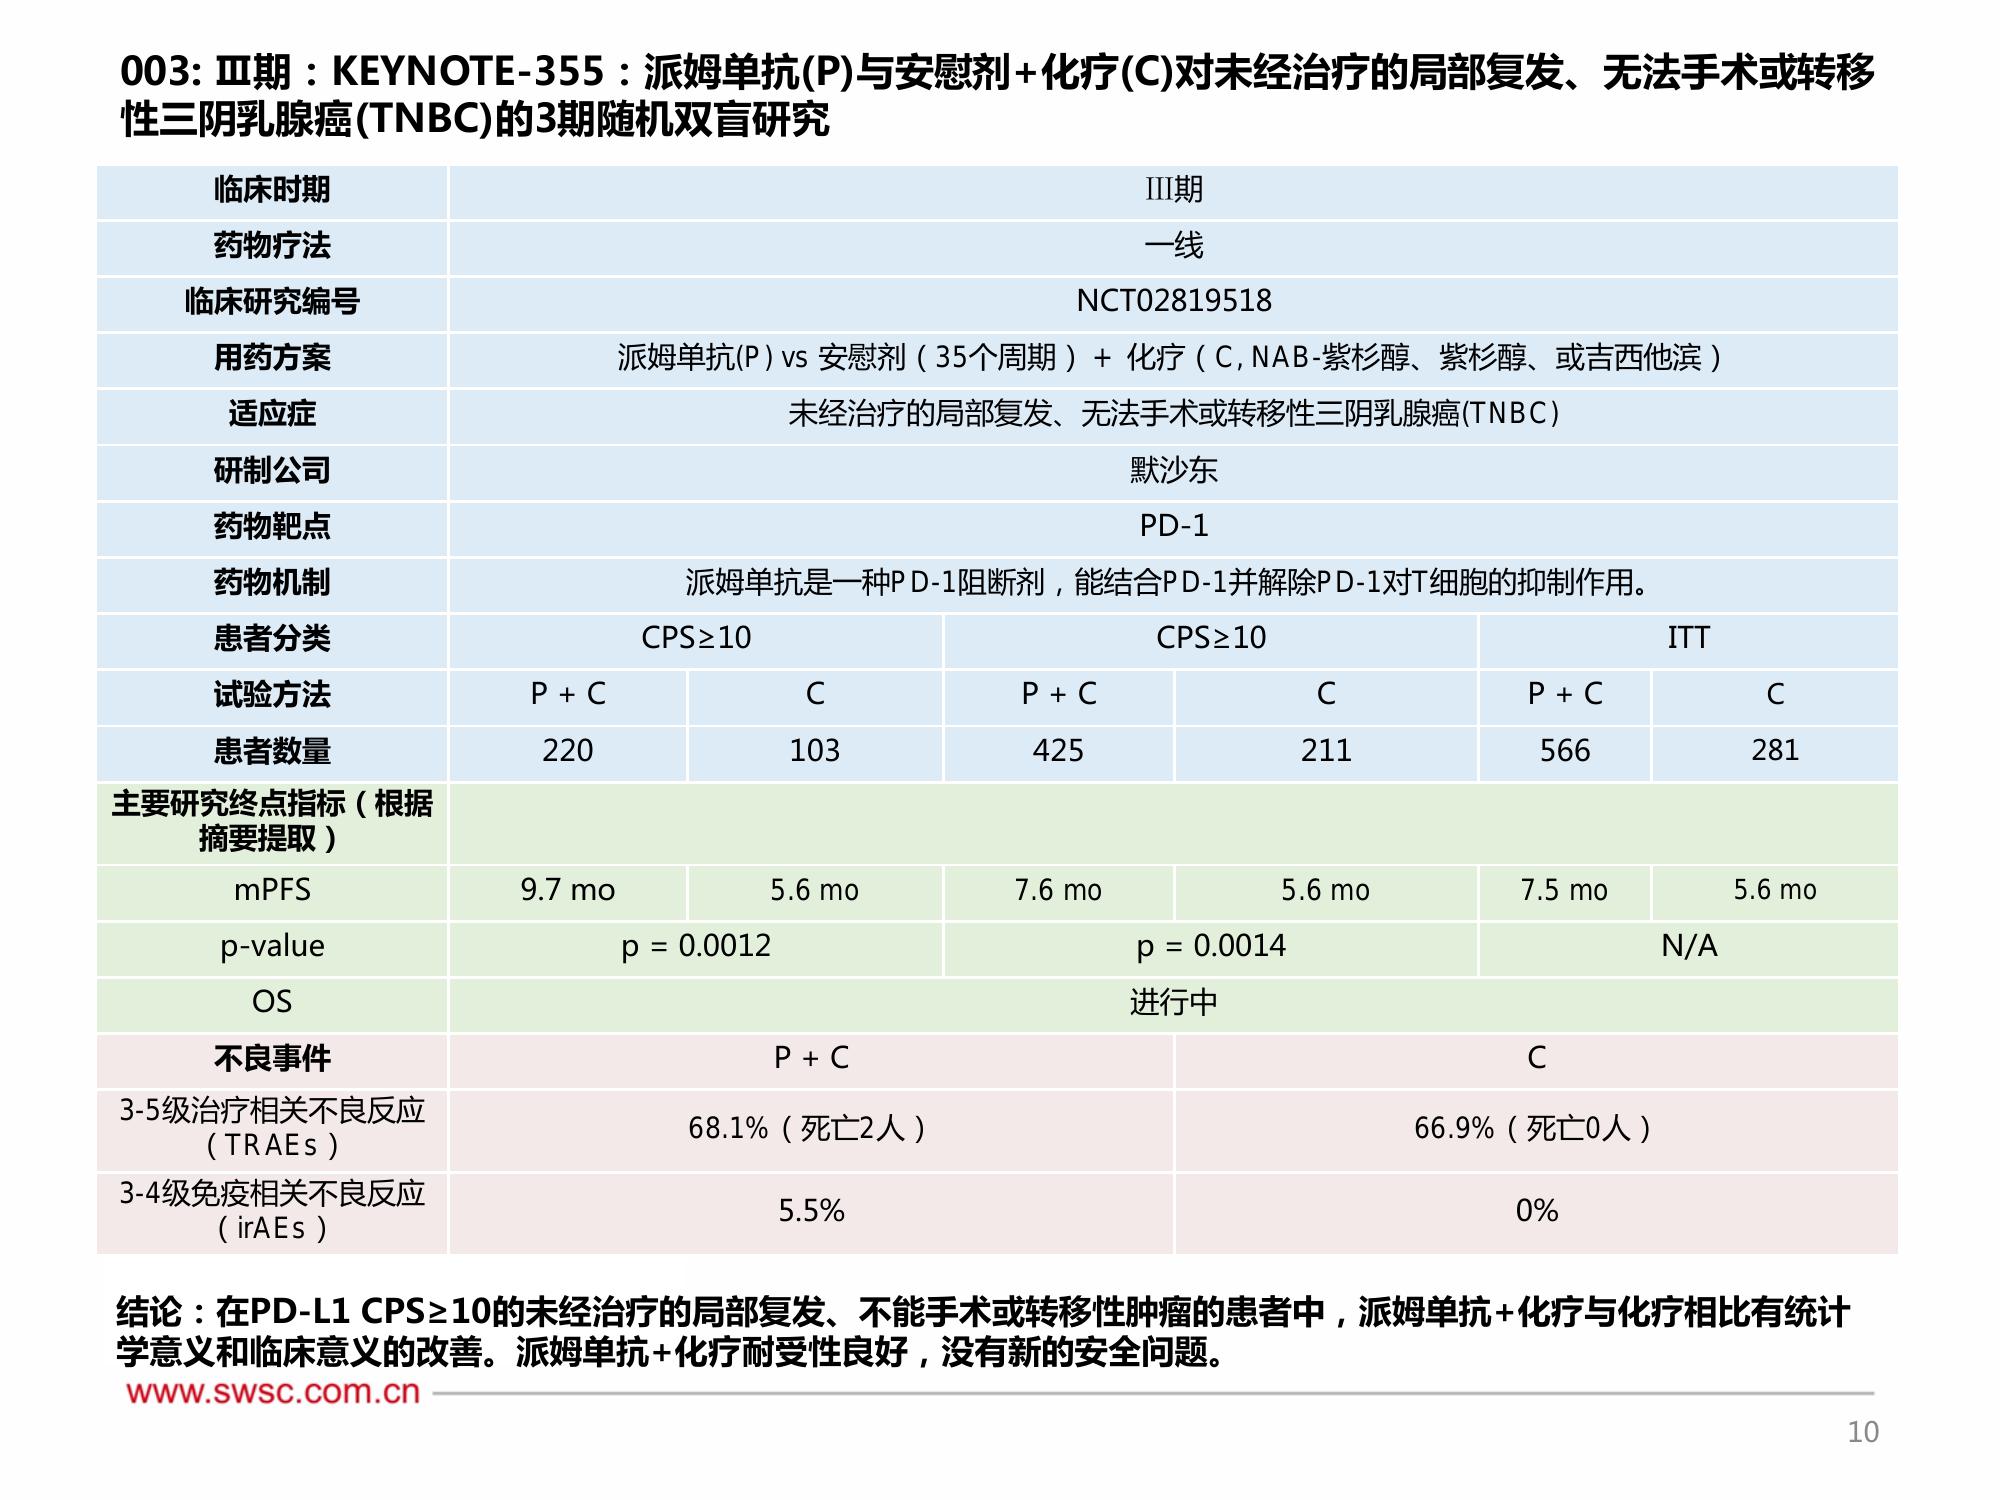 003: Ⅲ期：KEYNOTE-355：派姆单抗(P)与安慰剂+化疗(C)对未经治疗的局部复发、无法手术或转移
性三阴乳腺癌(TNBC)的3期随机双盲研究
临床时期 III期
药物疗法 一线
临床研究编号 NCT02819518
用药方案 派姆单抗(P) vs 安慰剂（35个周期）+ 化疗（C, NAB-紫杉醇、紫杉醇、或吉西他滨）
适应症 未经治疗的局部复发、无法手术或转移性三阴乳腺癌(TNBC)
研制公司 默沙东
药物靶点 PD-1
药物机制 派姆单抗是一种PD-1阻断剂，能结合PD-1并解除PD-1对T细胞的抑制作用。
患者分类 CPS≥10 CPS≥10 ITT
试验方法 P + C C P + C C P + C C
患者数量 220 103 425 211 566 281
主要研究终点指标（根据
摘要提取）
mPFS 9.7 mo 5.6 mo 7.6 mo 5.6 mo 7.5 mo 5.6 mo
p-value p = 0.0012 p = 0.0014 N/A
OS 进行中
不良事件 P + C C
3-5级治疗相关不良反应
（TRAEs） 68.1%（死亡2人） 66.9%（死亡0人）
3-4级免疫相关不良反应
（irAEs） 5.5% 0%
结论：在PD-L1 CPS≥10的未经治疗的局部复发、不能手术或转移性肿瘤的患者中，派姆单抗+化疗与化疗相比有统计
学意义和临床意义的改善。派姆单抗+化疗耐受性良好，没有新的安全问题。
www.swsc.com.cn
10